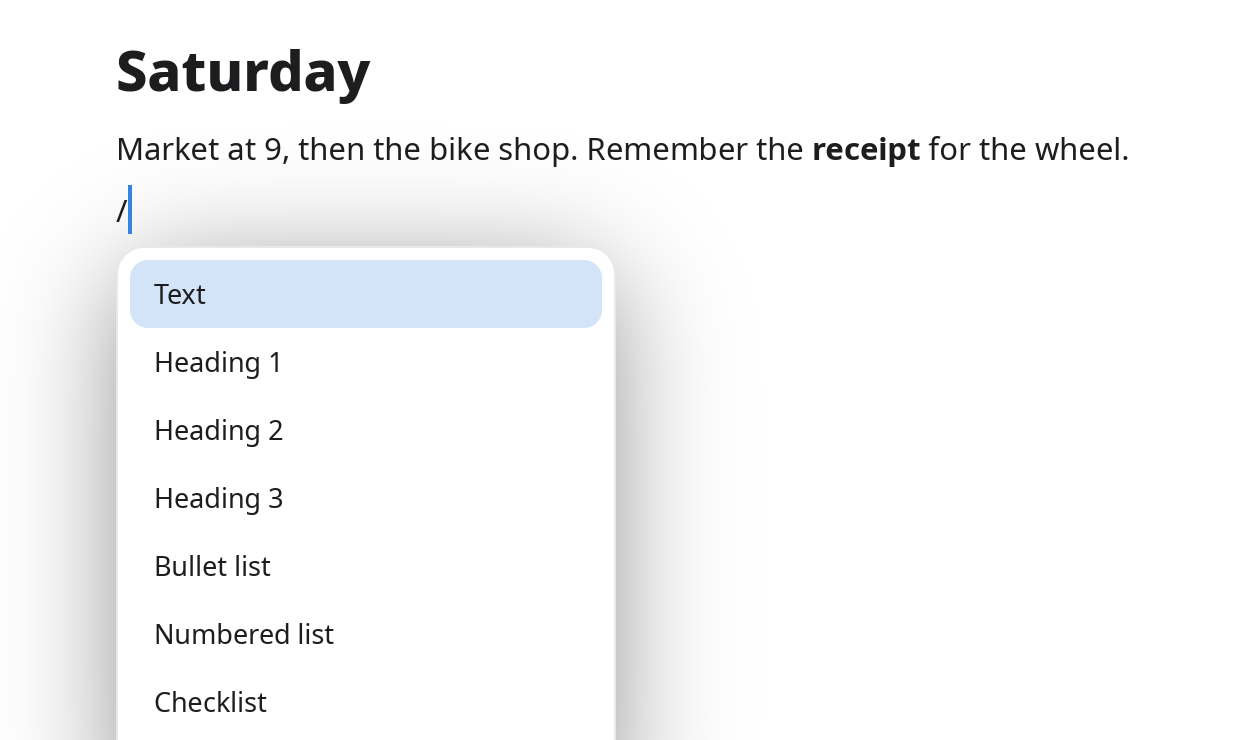 Saturday
Market at 9, then the bike shop. Remember the receipt for the wheel.
/
Text
Heading 1
Heading 2
Heading 3
Bullet list
Numbered list
Checklist